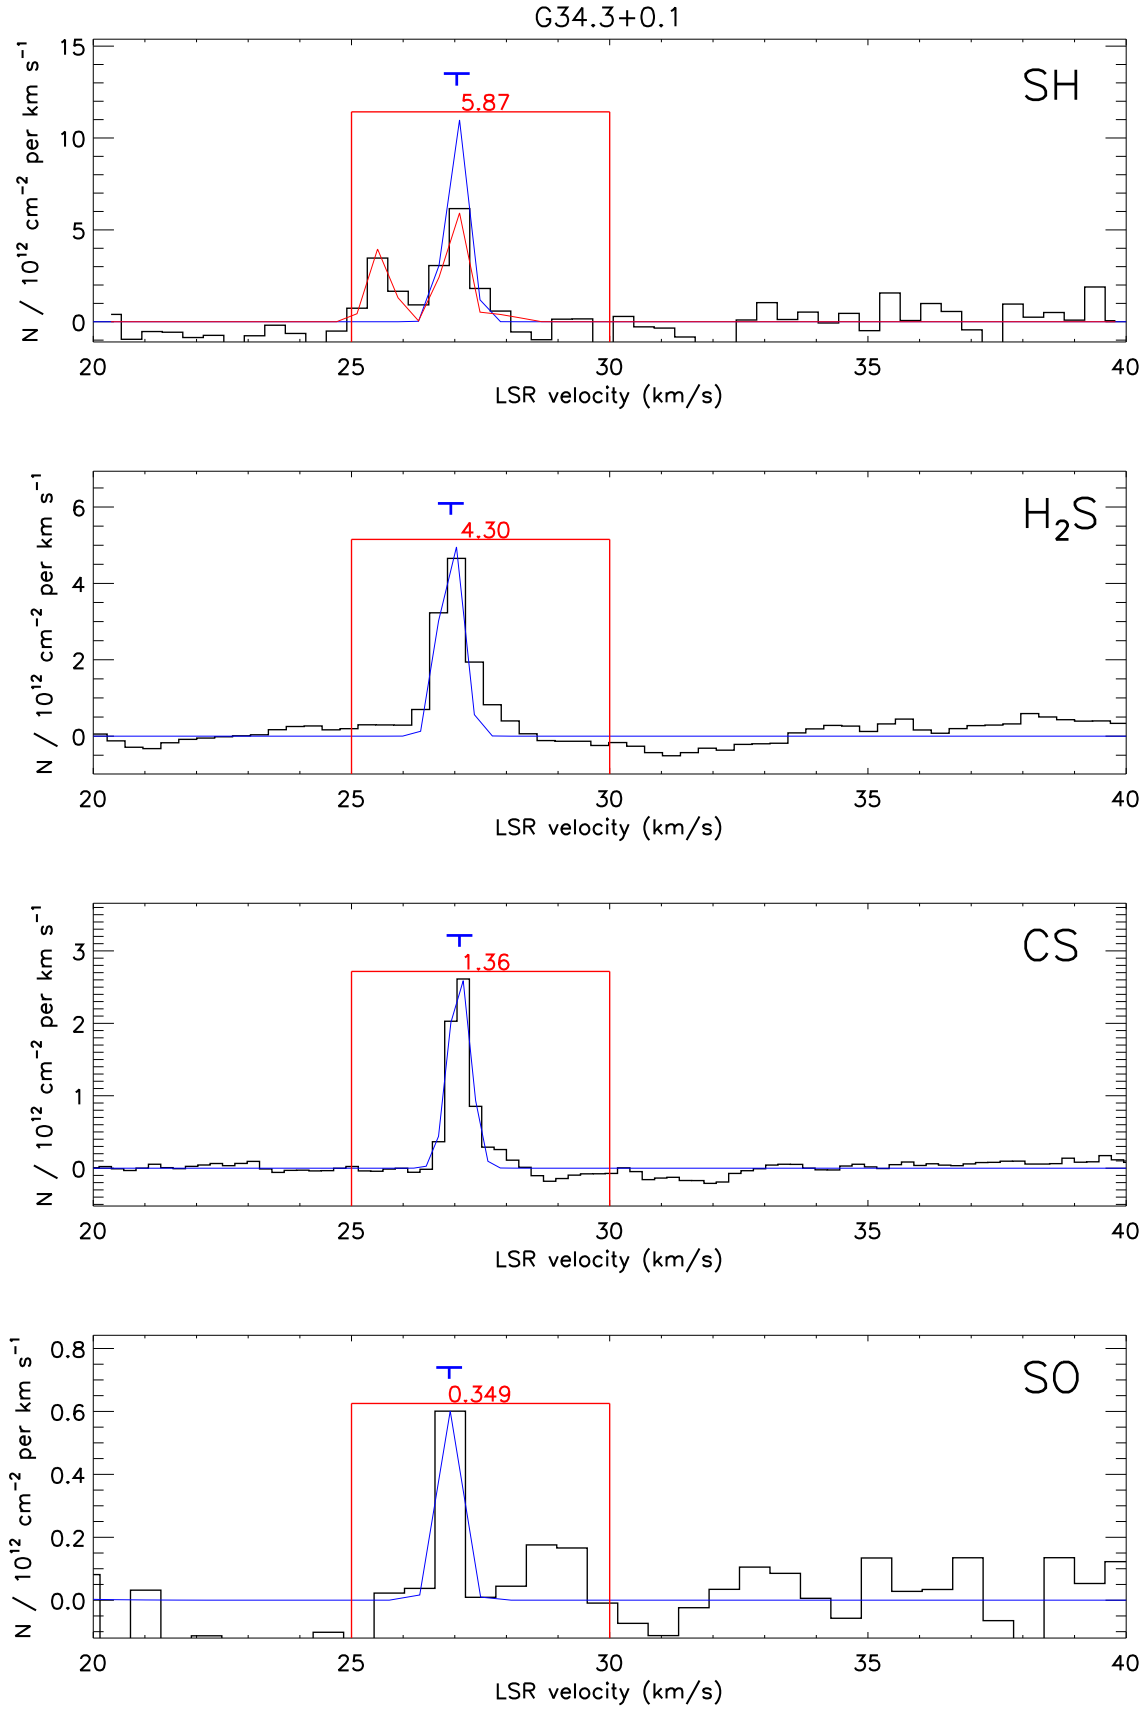 G34.3+0.1
SH
5.87
15
10
5
0
N / 10¹² cm⁻² per km s⁻¹
20 25 30 35 40
LSR velocity (km/s)
H₂S
4.30
6
4
2
0
N / 10¹² cm⁻² per km s⁻¹
20 25 30 35 40
LSR velocity (km/s)
CS
1.36
3
2
1
0
N / 10¹² cm⁻² per km s⁻¹
20 25 30 35 40
LSR velocity (km/s)
SO
0.349
0.8
0.6
0.4
0.2
0.0
N / 10¹² cm⁻² per km s⁻¹
20 25 30 35 40
LSR velocity (km/s)